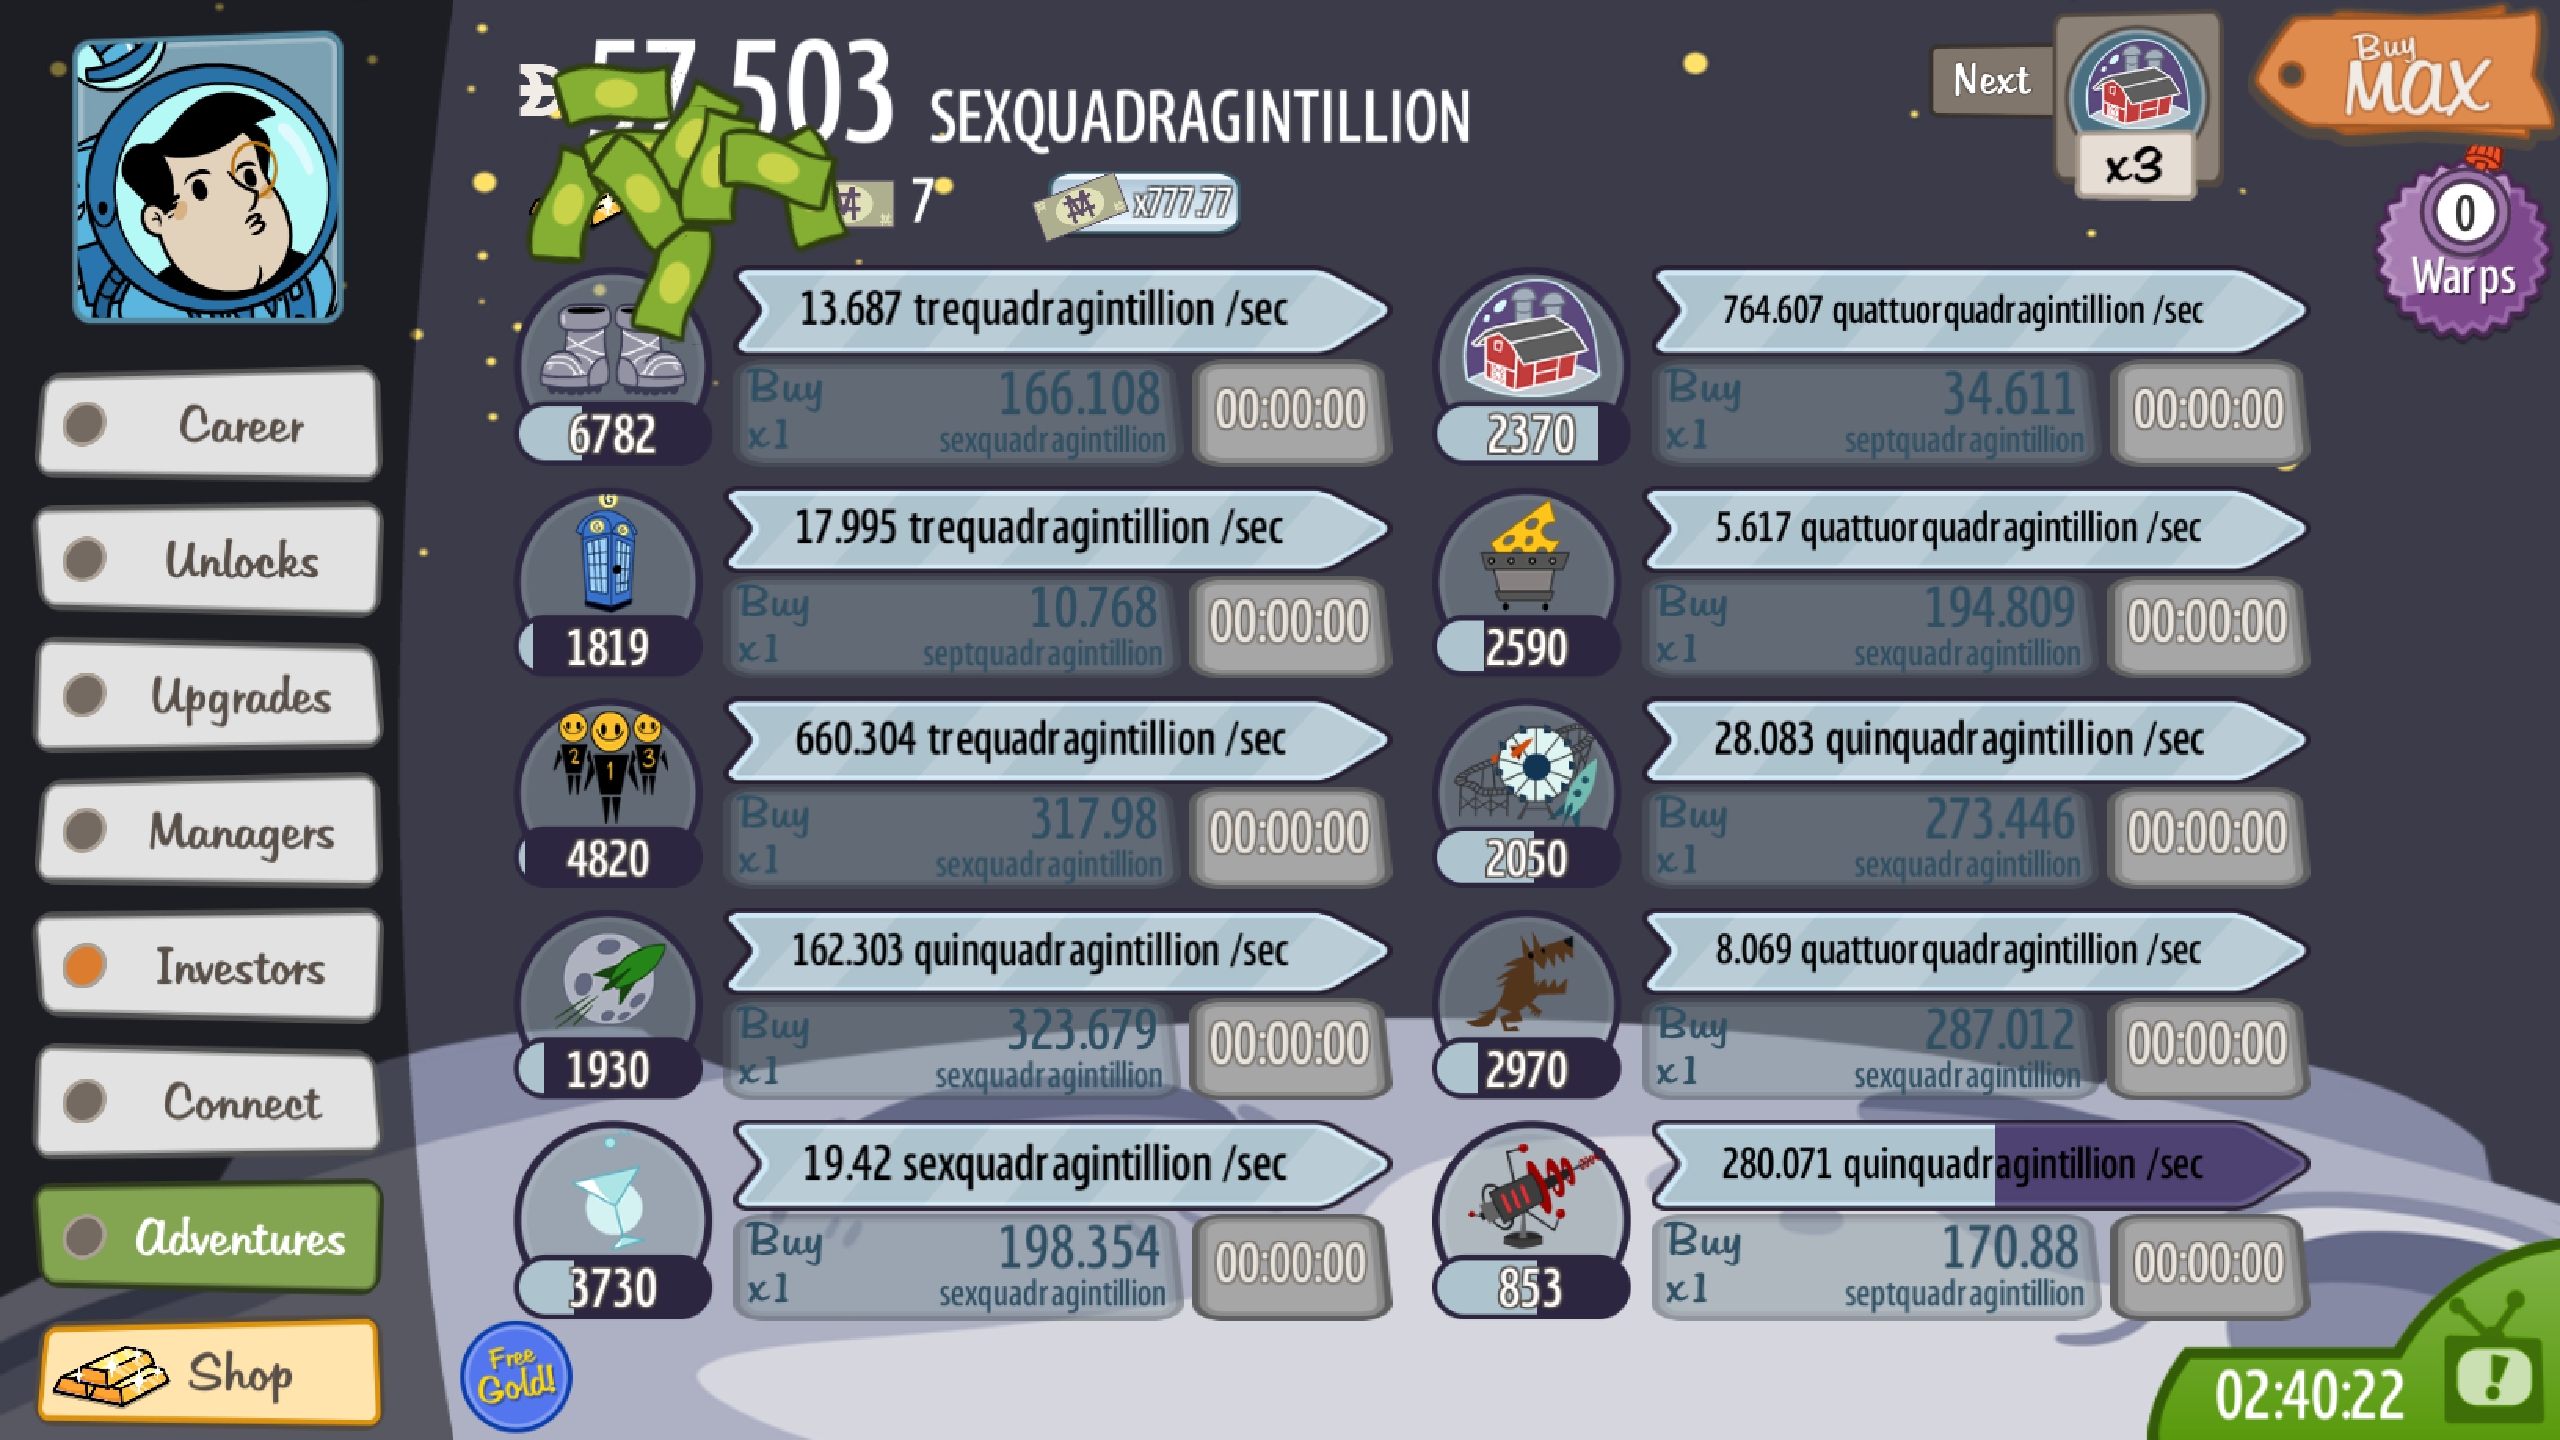 57.503 SEXQUADRAGINTILLION
7
x777.77
Next
x3
Buy
MAX
0
Warps
Career
Unlocks
Upgrades
Managers
Investors
Connect
Adventures
Shop
13.687 trequadragintillion /sec
Buy 166.108
x1 sexquadragintillion
00:00:00
6782
764.607 quattuorquadragintillion /sec
Buy 34.611
x1 septquadragintillion
00:00:00
2370
17.995 trequadragintillion /sec
Buy 10.768
x1 septquadragintillion
00:00:00
1819
5.617 quattuorquadragintillion /sec
Buy 194.809
x1 sexquadragintillion
00:00:00
2590
660.304 trequadragintillion /sec
Buy 317.98
x1 sexquadragintillion
00:00:00
2 1 3
4820
28.083 quinquadragintillion /sec
Buy 273.446
x1 sexquadragintillion
00:00:00
2050
162.303 quinquadragintillion /sec
Buy 323.679
x1 sexquadragintillion
00:00:00
1930
8.069 quattuorquadragintillion /sec
Buy 287.012
x1 sexquadragintillion
00:00:00
2970
19.42 sexquadragintillion /sec
Buy 198.354
x1 sexquadragintillion
00:00:00
3730
280.071 quinquadragintillion /sec
Buy 170.88
x1 septquadragintillion
00:00:00
853
Free
Gold!
02:40:22
!